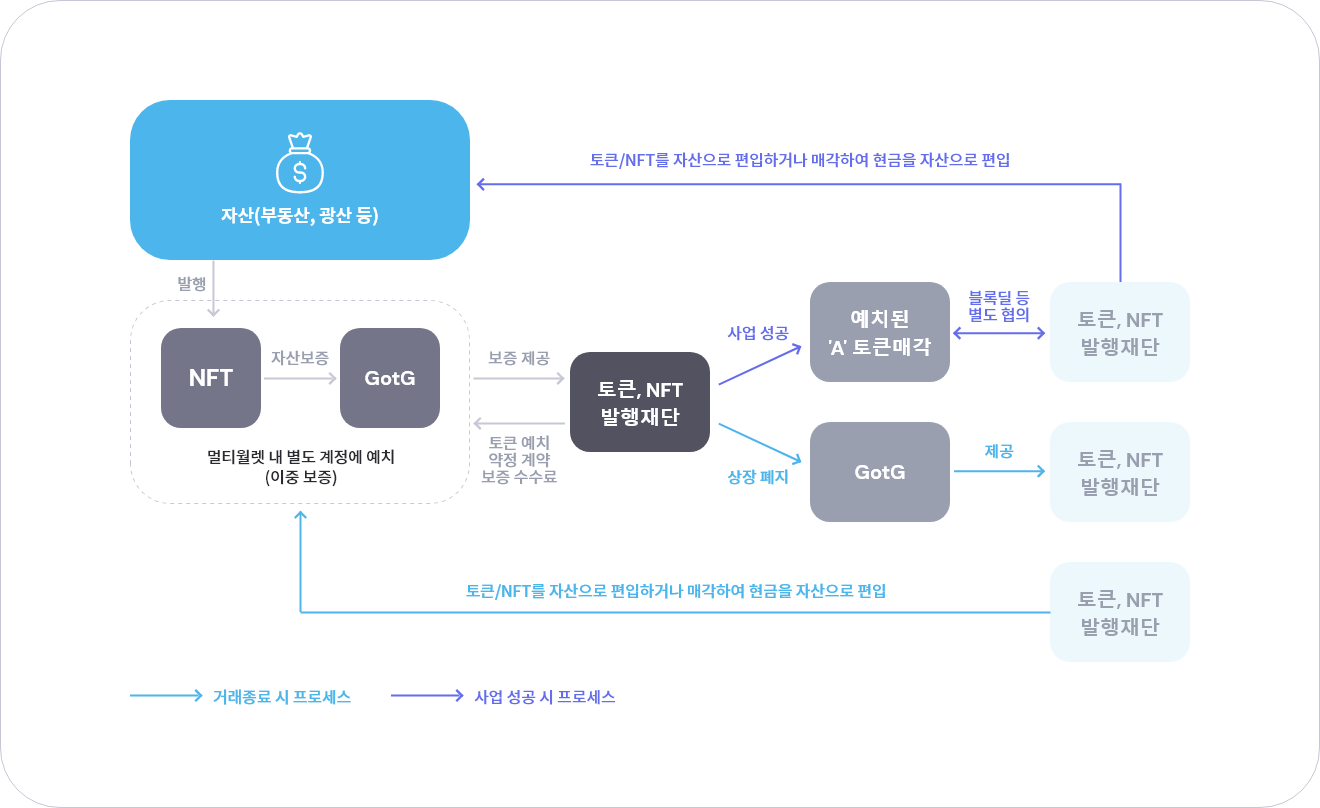 토큰/NFT를 자산으로 편입하거나 매각하여 현금을 자산으로 편입
자산(부동산, 광산 등)
발행
NFT
자산보증
GotG
멀티월렛 내 별도 계정에 예치
(이중 보증)
보증 제공
토큰 예치
약정 계약
보증 수수료
토큰, NFT
발행재단
사업 성공
상장 폐지
예치된
'A' 토큰매각
블록딜 등
별도 협의
토큰, NFT
발행재단
GotG
제공
토큰, NFT
발행재단
토큰/NFT를 자산으로 편입하거나 매각하여 현금을 자산으로 편입
토큰, NFT
발행재단
거래종료 시 프로세스
사업 성공 시 프로세스